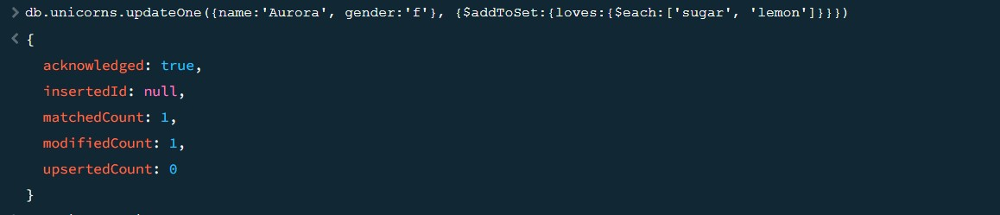 > db.unicorns.updateOne({name:'Aurora', gender:'f'}, {$addToSet:{loves:{$each:['sugar', 'lemon']}}})
< {
acknowledged: true,
insertedId: null,
matchedCount: 1,
modifiedCount: 1,
upsertedCount: 0
}